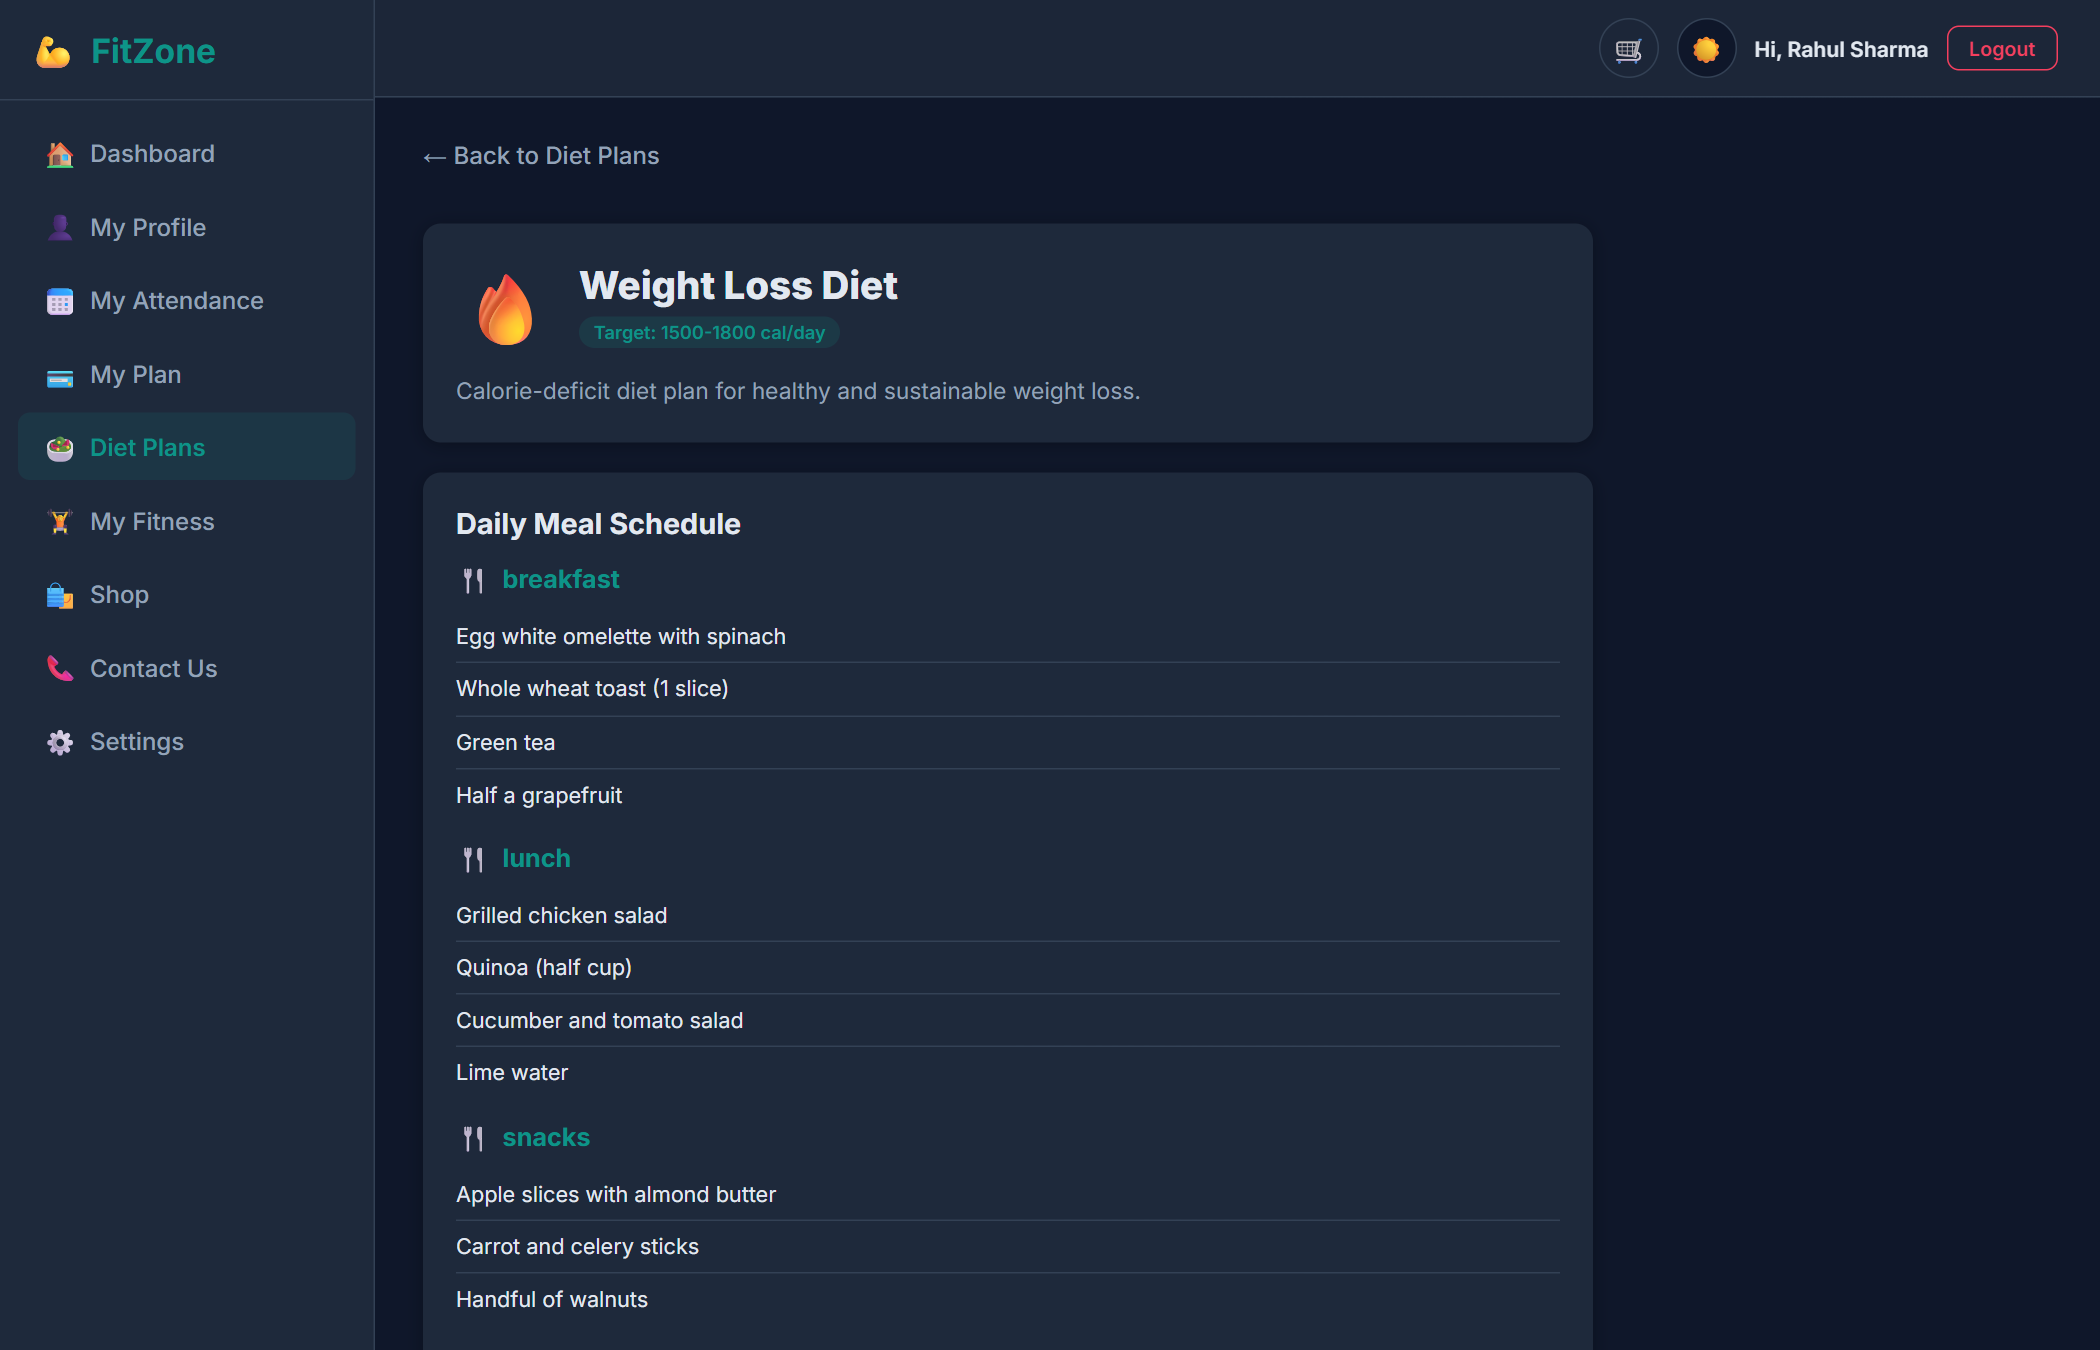 FitZone
Hi, Rahul Sharma
Logout
Dashboard
My Profile
My Attendance
My Plan
Diet Plans
My Fitness
Shop
Contact Us
Settings
← Back to Diet Plans
Weight Loss Diet
Target: 1500-1800 cal/day
Calorie-deficit diet plan for healthy and sustainable weight loss.
Daily Meal Schedule
breakfast
Egg white omelette with spinach
Whole wheat toast (1 slice)
Green tea
Half a grapefruit
lunch
Grilled chicken salad
Quinoa (half cup)
Cucumber and tomato salad
Lime water
snacks
Apple slices with almond butter
Carrot and celery sticks
Handful of walnuts